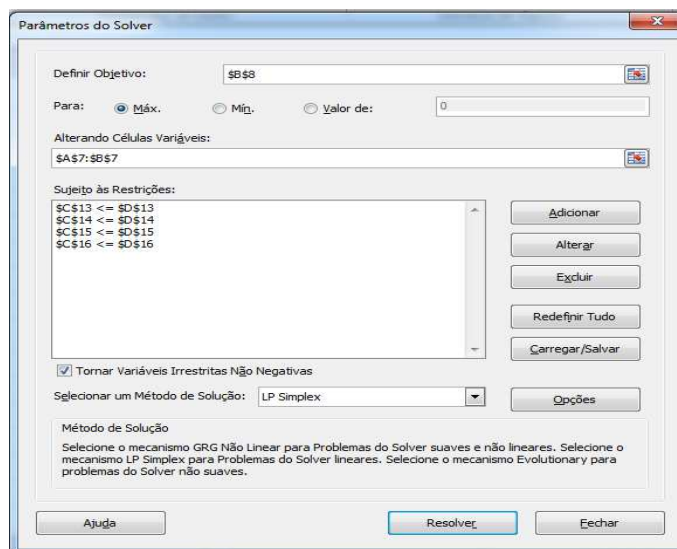 Parâmetros do Solver
Definir Objetivo: $B$8
Para: Máx. Mín. Valor de: 0
Alterando Células Variáveis:
$A$7:$B$7
Sujeito às Restrições:
$C$13 <= $D$13
$C$14 <= $D$14
$C$15 <= $D$15
$C$16 <= $D$16
Adicionar
Alterar
Excluir
Redefinir Tudo
Carregar/Salvar
Tornar Variáveis Irrestritas Não Negativas
Selecionar um Método de Solução: LP Simplex Opções
Método de Solução
Selecione o mecanismo GRG Não Linear para Problemas do Solver suaves e não lineares. Selecione o
mecanismo LP Simplex para Problemas do Solver lineares. Selecione o mecanismo Evolutionary para
problemas do Solver não suaves.
Ajuda Resolver Fechar